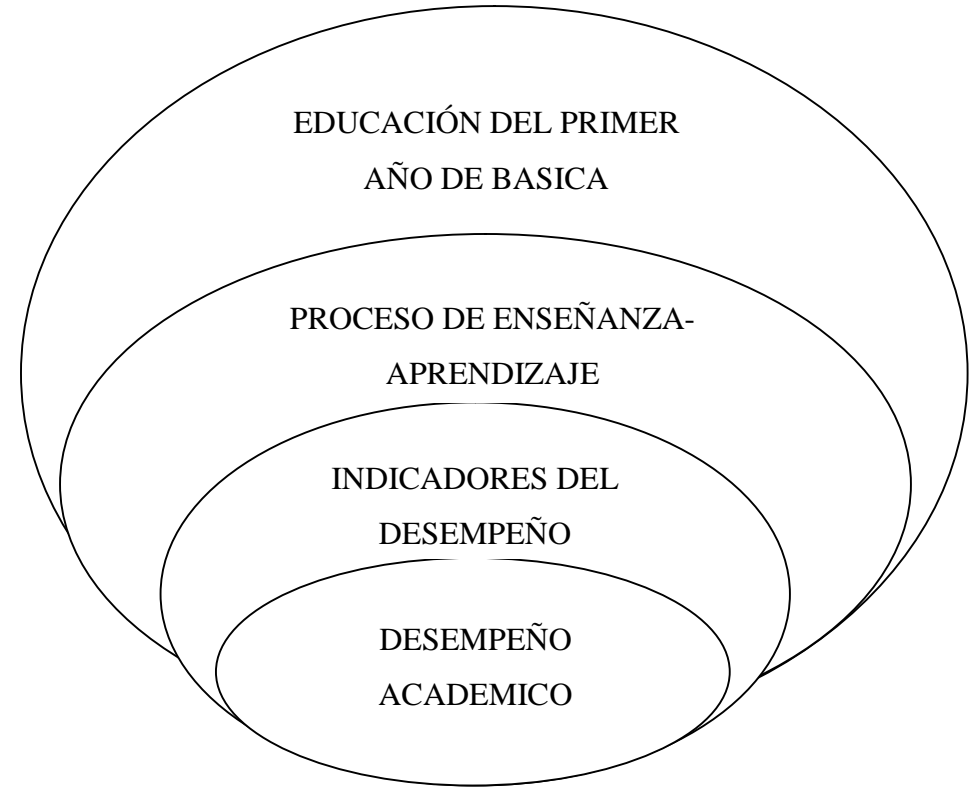 EDUCACIÓN DEL PRIMER
AÑO DE BASICA
PROCESO DE ENSEÑANZA-
APRENDIZAJE
INDICADORES DEL
DESEMPEÑO
DESEMPEÑO
ACADEMICO